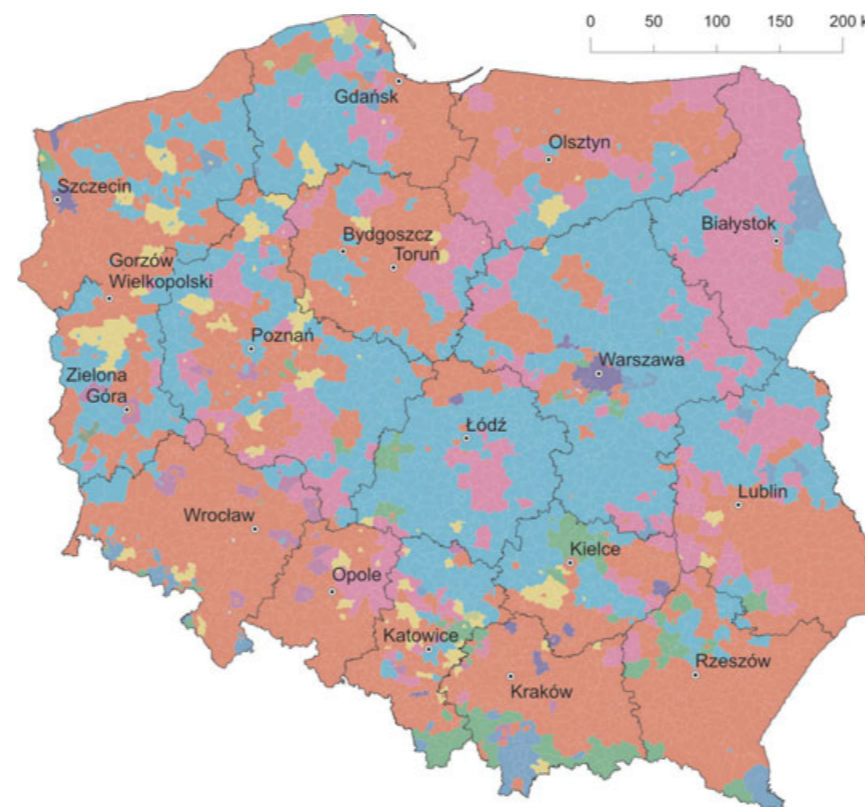 0 50 100 150 200 k
Gdańsk
Olsztyn
Szczecin
Białystok
Bydgoszcz
Toruń
Gorzów
Wielkopolski
Poznań
Warszawa
Zielona
Góra
Łódź
Lublin
Wrocław
Kielce
Opole
Katowice
Rzeszów
Kraków